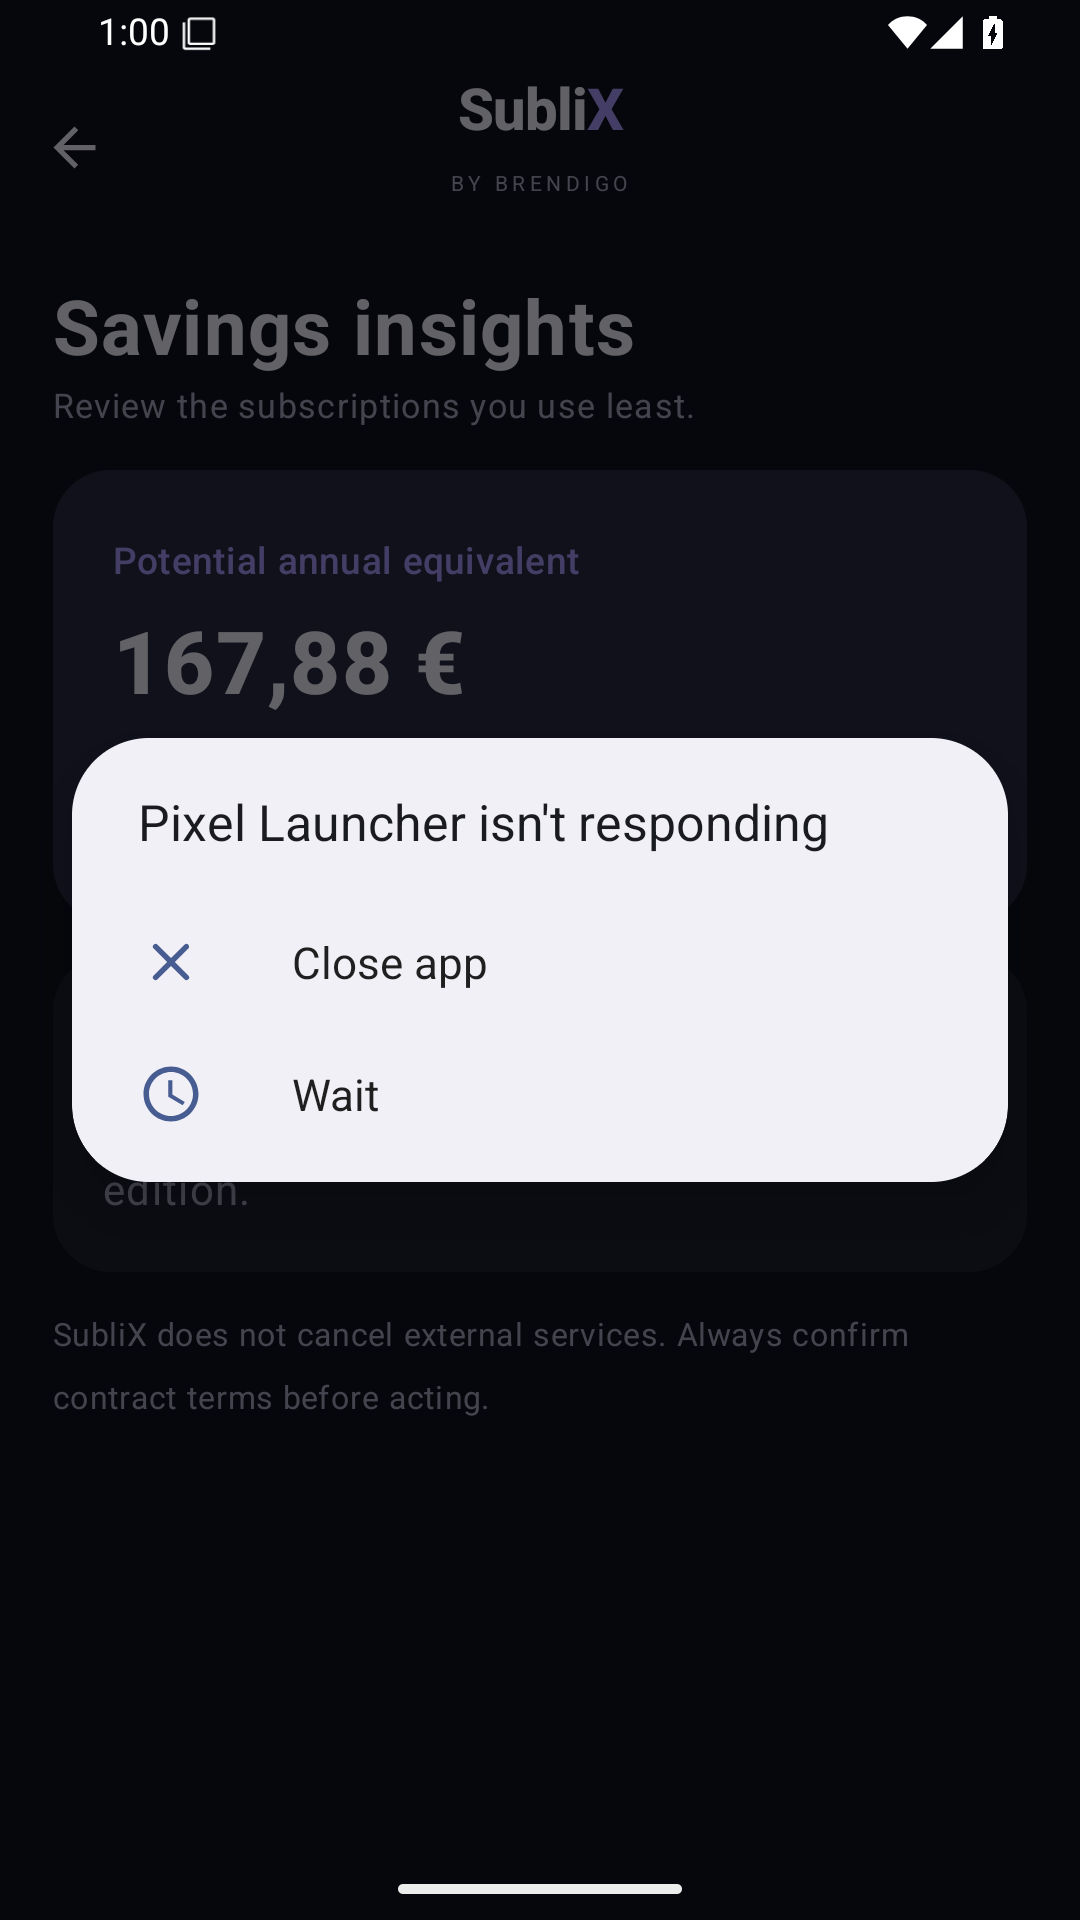 1:00
SubliX
BY BRENDIGO
Savings insights
Review the subscriptions you use least.
Potential annual equivalent
167,88 €
Pixel Launcher isn't responding
Close app
Wait
edition.
SubliX does not cancel external services. Always confirm
contract terms before acting.